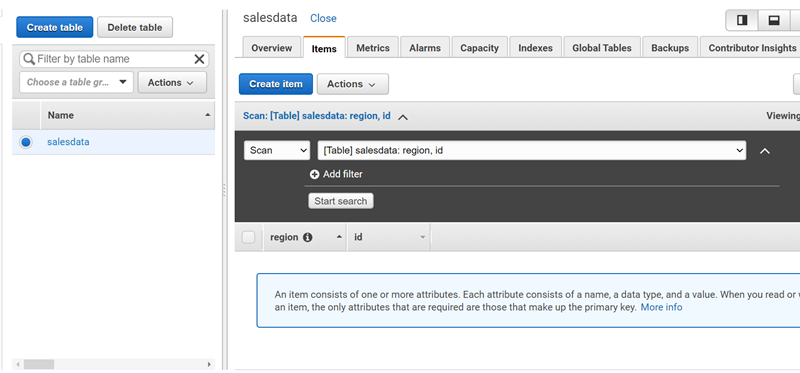 Create table
Delete table
Filter by table name
Choose a table gr...
Actions
Name
salesdata
salesdata Close
Overview
Items
Metrics
Alarms
Capacity
Indexes
Global Tables
Backups
Contributor Insights
Create item
Actions
Scan: [Table] salesdata: region, id
Viewing
Scan
[Table] salesdata: region, id
Add filter
Start search
region
id
An item consists of one or more attributes. Each attribute consists of a name, a data type, and a value. When you read or
an item, the only attributes that are required are those that make up the primary key. More info